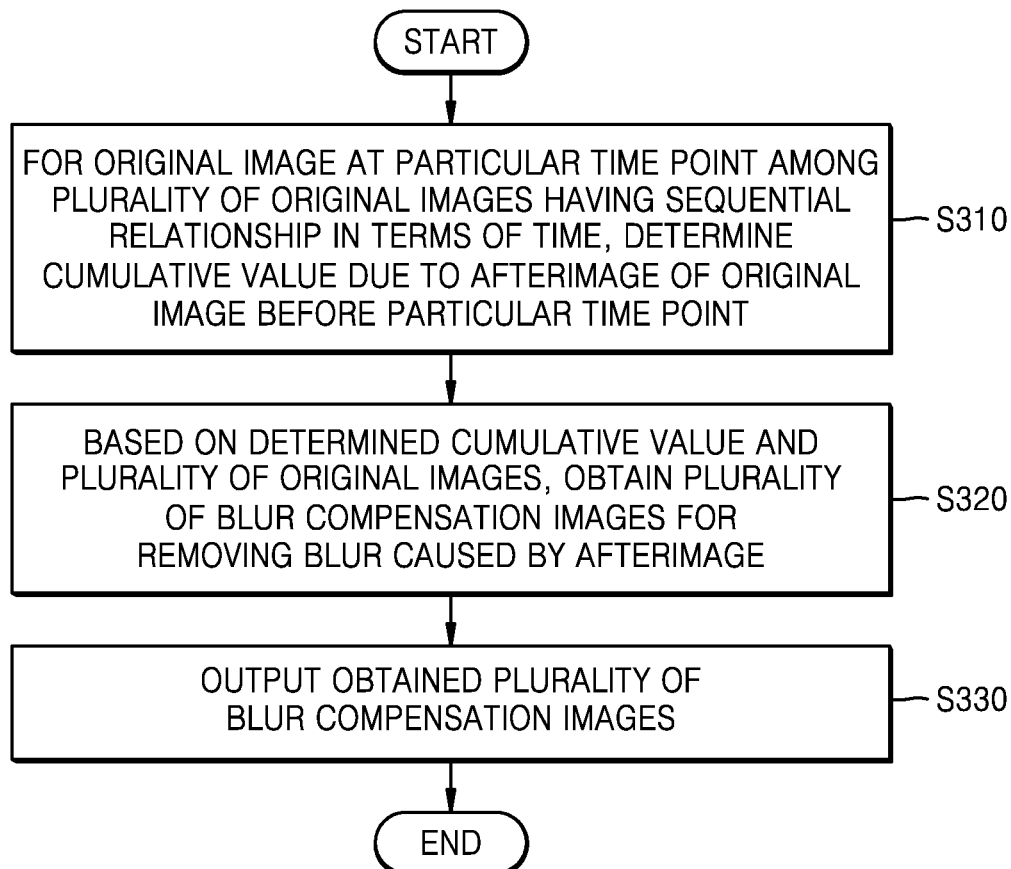 START
FOR ORIGINAL IMAGE AT PARTICULAR TIME POINT AMONG
PLURALITY OF ORIGINAL IMAGES HAVING SEQUENTIAL
RELATIONSHIP IN TERMS OF TIME, DETERMINE
CUMULATIVE VALUE DUE TO AFTERIMAGE OF ORIGINAL
IMAGE BEFORE PARTICULAR TIME POINT
S310
BASED ON DETERMINED CUMULATIVE VALUE AND
PLURALITY OF ORIGINAL IMAGES, OBTAIN PLURALITY
OF BLUR COMPENSATION IMAGES FOR
REMOVING BLUR CAUSED BY AFTERIMAGE
S320
OUTPUT OBTAINED PLURALITY OF
BLUR COMPENSATION IMAGES
S330
END